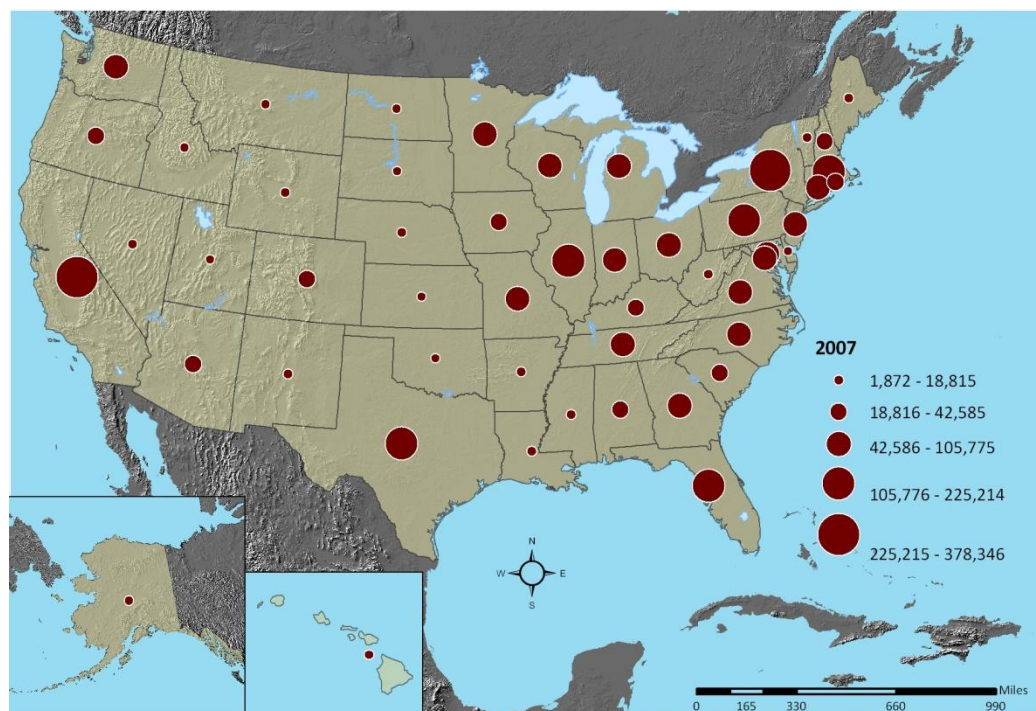 2007
1,872 - 18,815
18,816 - 42,585
42,586 - 105,775
105,776 - 225,214
225,215 - 378,346
N
W E
S
Miles
0 165 330 660 990